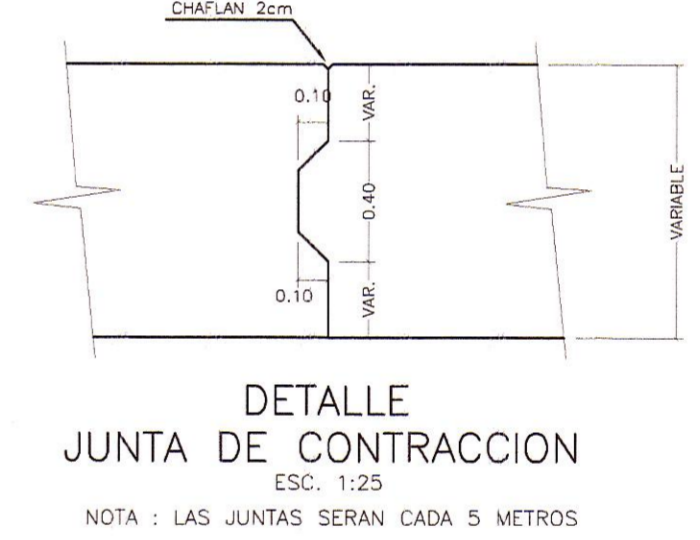 CHAFLAN 2cm
0.10
VAR.
0.40
VARIABLE
0.10
VAR.
DETALLE
JUNTA DE CONTRACCION
ESC. 1:25
NOTA : LAS JUNTAS SERAN CADA 5 METROS